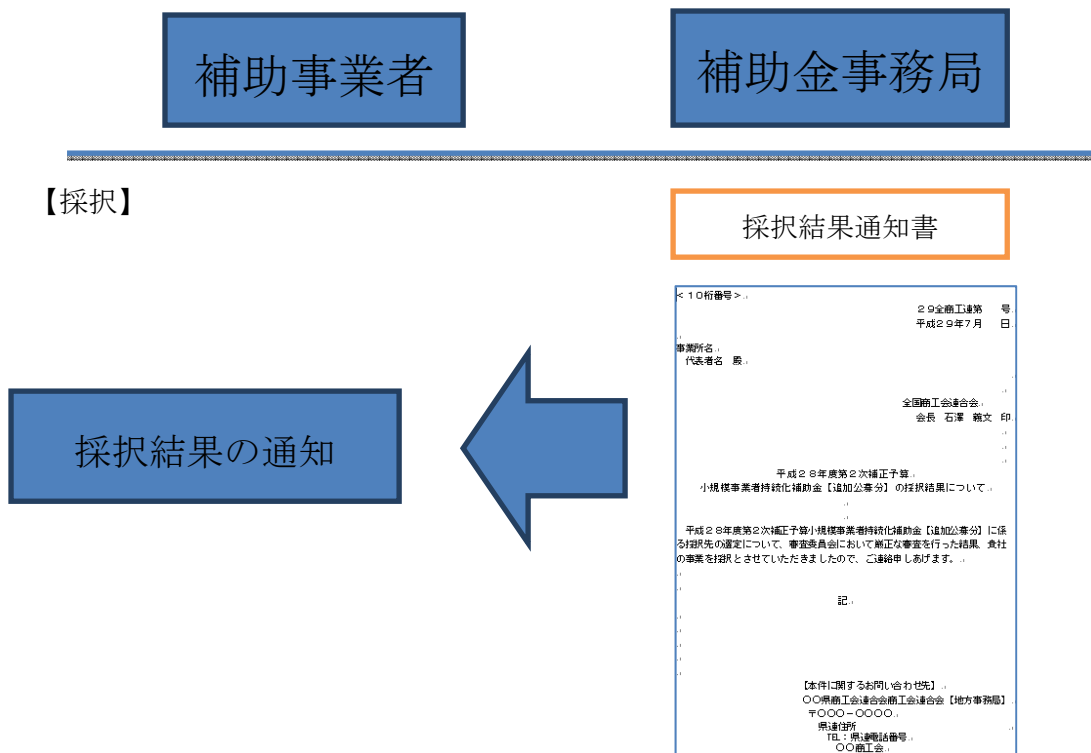 補助事業者
補助金事務局
【採択】
採択結果通知書
採択結果の通知
<10桁番号>
29全商工連第 号
平成29年7月 日
事業所名
代表者名 殿
全国商工会連合会
会長 石澤 義文 印
平成28年度第2次補正予算
小規模事業者持続化補助金【追加公募分】の採択結果について
平成28年度第2次補正予算小規模事業者持続化補助金【追加公募分】に係
る採択先の選定について、審査委員会において厳正な審査を行った結果、貴社
の事業を採択とさせていただきましたので、ご連絡申しあげます。
記
【本件に関するお問い合わせ先】
〇〇県商工会連合会商工会連合会【地方事務局】
〒〇〇〇-〇〇〇〇
県連住所
TEL:県連電話番号
〇〇商工会